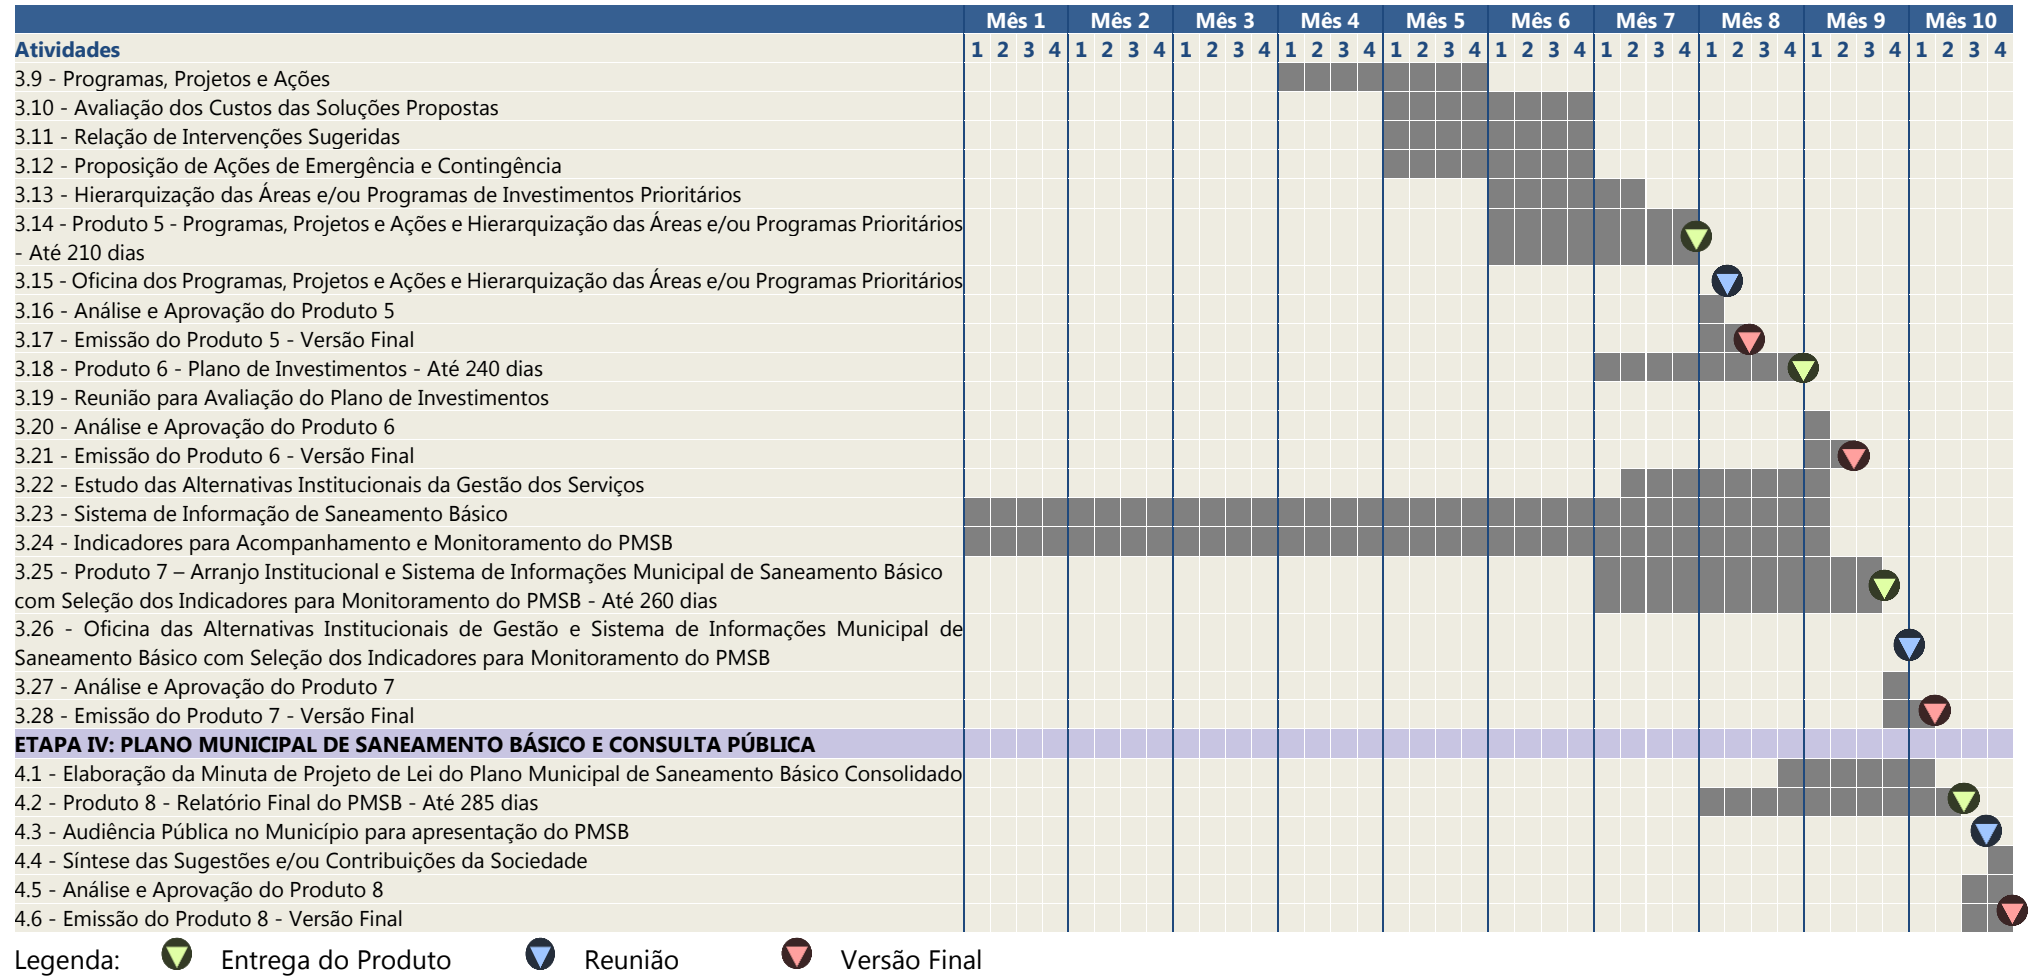 Mês 1 Mês 2 Mês 3 Mês 4 Mês 5 Mês 6 Mês 7 Mês 8 Mês 9 Mês 10
Atividades 1 2 3 4 1 2 3 4 1 2 3 4 1 2 3 4 1 2 3 4 1 2 3 4 1 2 3 4 1 2 3 4 1 2 3 4 1 2 3 4
3.9 - Programas, Projetos e Ações
3.10 - Avaliação dos Custos das Soluções Propostas
3.11 - Relação de Intervenções Sugeridas
3.12 - Proposição de Ações de Emergência e Contingência
3.13 - Hierarquização das Áreas e/ou Programas de Investimentos Prioritários
3.14 - Produto 5 - Programas, Projetos e Ações e Hierarquização das Áreas e/ou Programas Prioritários
- Até 210 dias
3.15 - Oficina dos Programas, Projetos e Ações e Hierarquização das Áreas e/ou Programas Prioritários
3.16 - Análise e Aprovação do Produto 5
3.17 - Emissão do Produto 5 - Versão Final
3.18 - Produto 6 - Plano de Investimentos - Até 240 dias
3.19 - Reunião para Avaliação do Plano de Investimentos
3.20 - Análise e Aprovação do Produto 6
3.21 - Emissão do Produto 6 - Versão Final
3.22 - Estudo das Alternativas Institucionais da Gestão dos Serviços
3.23 - Sistema de Informação de Saneamento Básico
3.24 - Indicadores para Acompanhamento e Monitoramento do PMSB
3.25 - Produto 7 – Arranjo Institucional e Sistema de Informações Municipal de Saneamento Básico
com Seleção dos Indicadores para Monitoramento do PMSB - Até 260 dias
3.26 - Oficina das Alternativas Institucionais de Gestão e Sistema de Informações Municipal de
Saneamento Básico com Seleção dos Indicadores para Monitoramento do PMSB
3.27 - Análise e Aprovação do Produto 7
3.28 - Emissão do Produto 7 - Versão Final
ETAPA IV: PLANO MUNICIPAL DE SANEAMENTO BÁSICO E CONSULTA PÚBLICA
4.1 - Elaboração da Minuta de Projeto de Lei do Plano Municipal de Saneamento Básico Consolidado
4.2 - Produto 8 - Relatório Final do PMSB - Até 285 dias
4.3 - Audiência Pública no Município para apresentação do PMSB
4.4 - Síntese das Sugestões e/ou Contribuições da Sociedade
4.5 - Análise e Aprovação do Produto 8
4.6 - Emissão do Produto 8 - Versão Final
Legenda: Entrega do Produto Reunião Versão Final